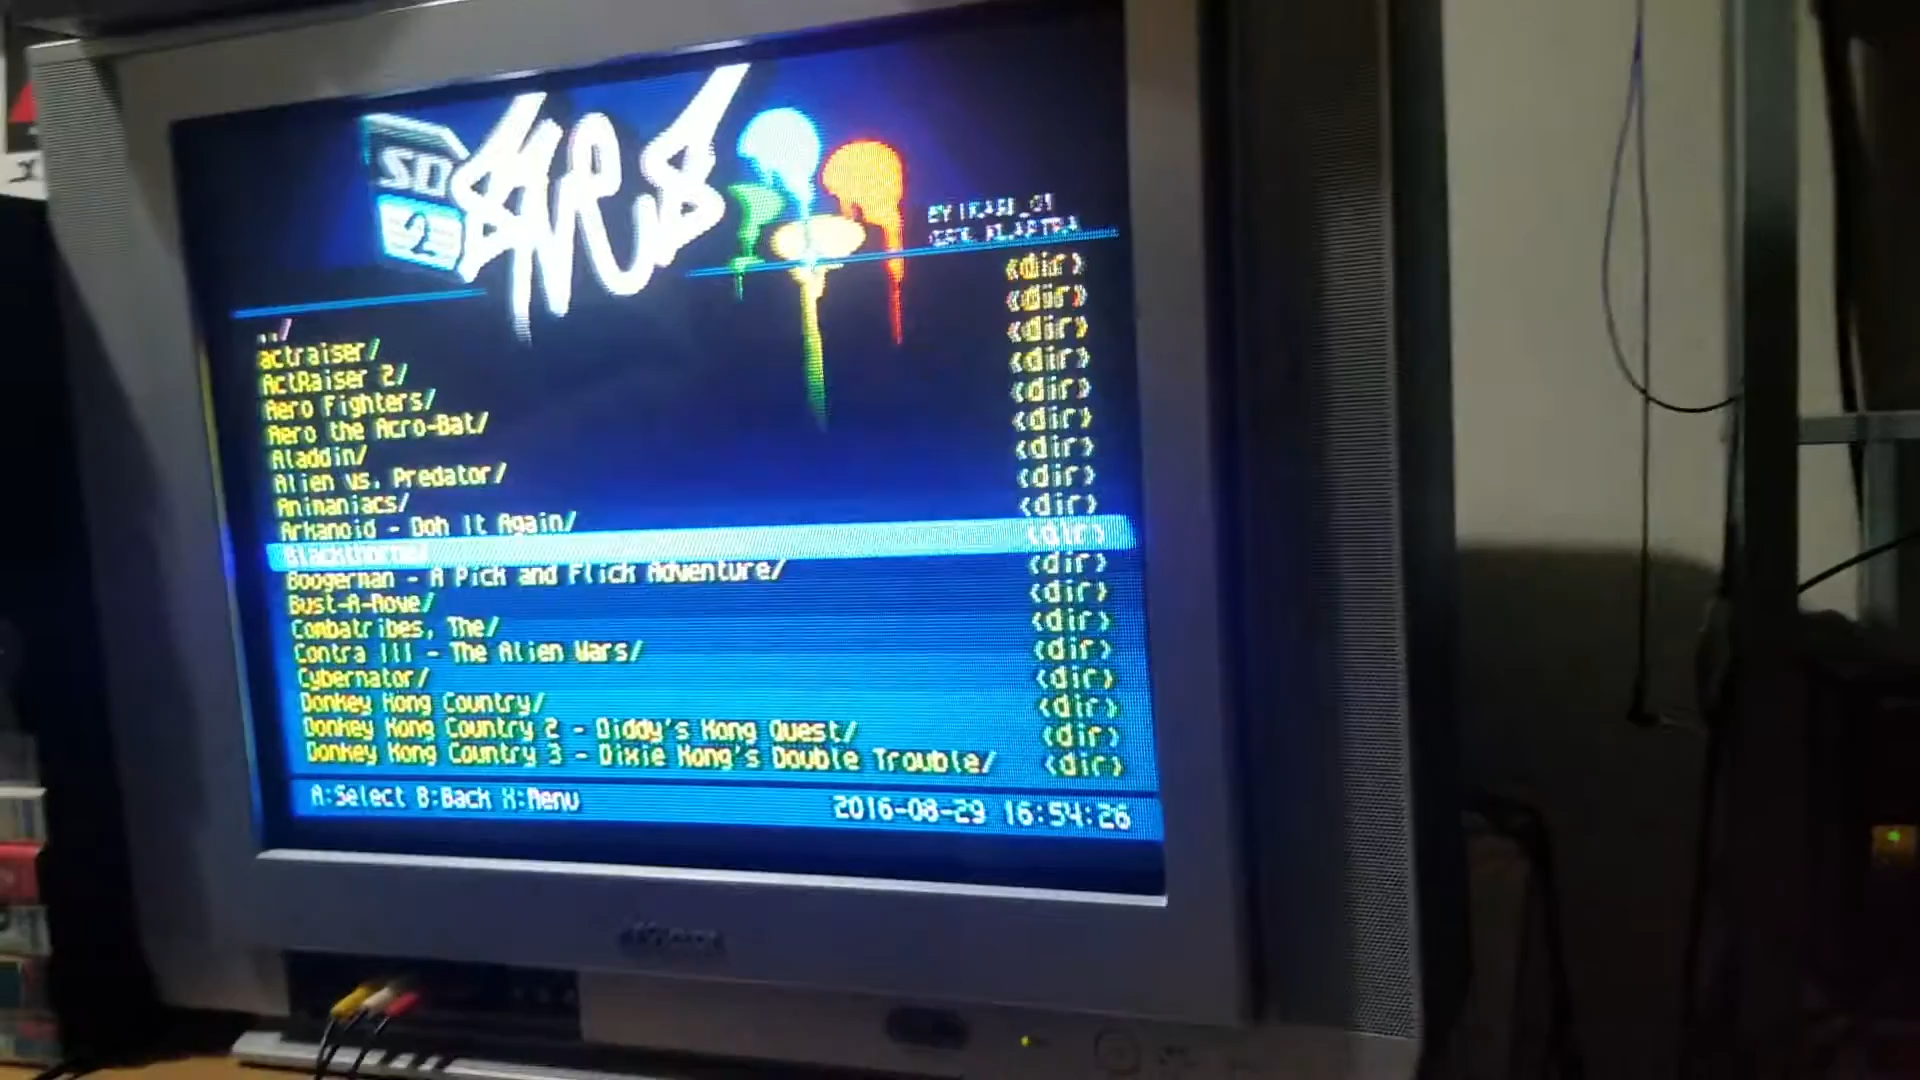 SD
2
SNES
BY IKARI_01
../
<dir>
actraiser/ <dir>
ActRaiser 2/ <dir>
Aero Fighters/ <dir>
Aero the Acro-Bat/ <dir>
Aladdin/ <dir>
Alien vs. Predator/ <dir>
Animaniacs/ <dir>
Arkanoid - Doh It Again/ <dir>
Blackthorne/ <dir>
Boogerman - A Pick and Flick Adventure/ <dir>
Bust-A-Move/ <dir>
Combatribes, The/ <dir>
Contra III - The Alien Wars/ <dir>
Cybernator/ <dir>
Donkey Kong Country/ <dir>
Donkey Kong Country 2 - Diddy's Kong Quest/ <dir>
Donkey Kong Country 3 - Dixie Kong's Double Trouble/ <dir>
A:Select B:Back X:Menu 2016-08-29 16:54:26